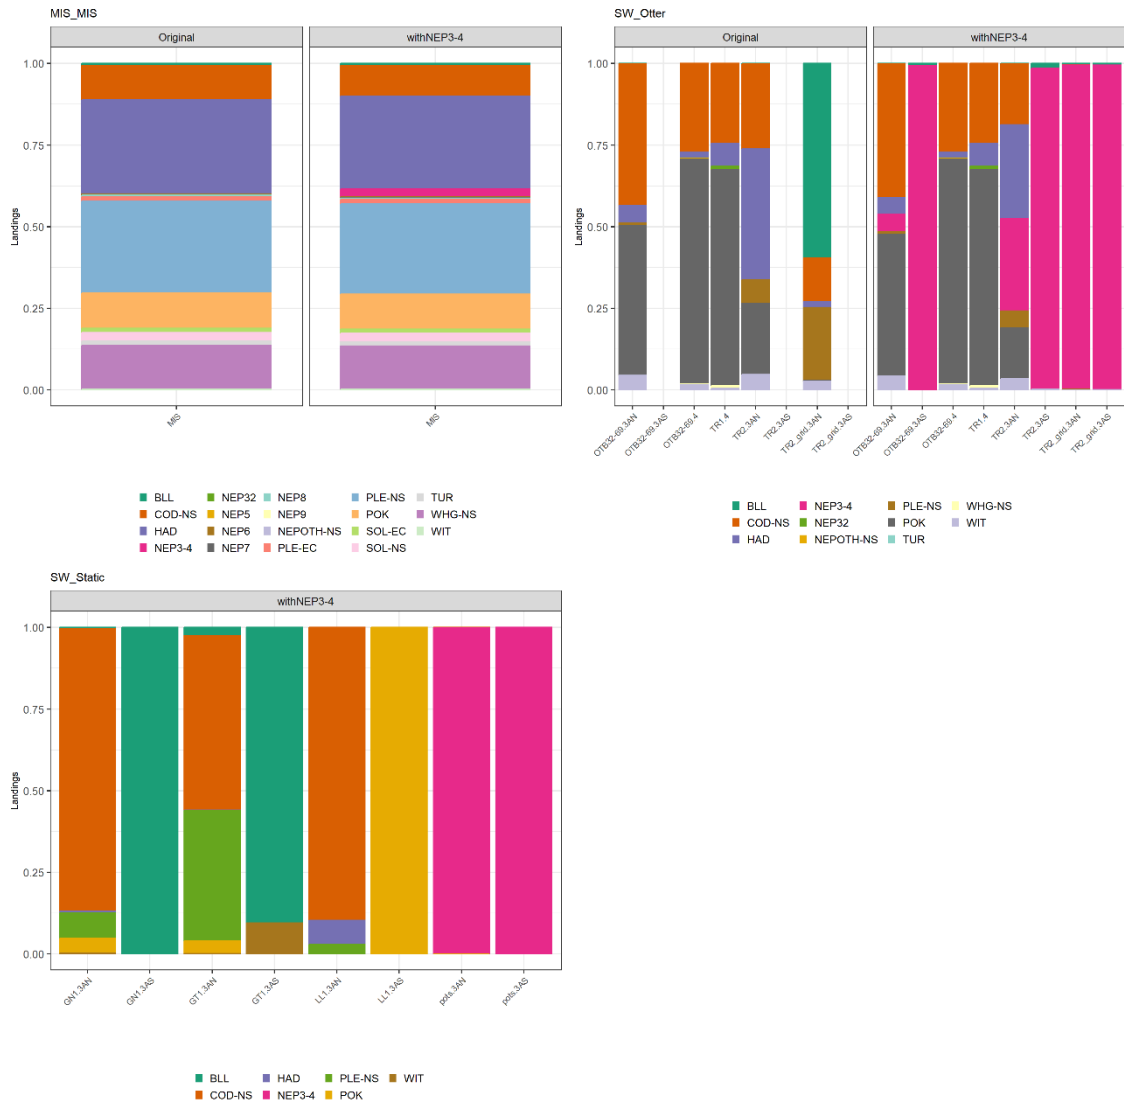 MIS_MIS
Original
withNEP3-4
Landings
1.00
0.75
0.50
0.25
0.00
MIS
MIS
BLL
NEP32
NEP8
PLE-NS
TUR
COD-NS
NEP5
NEP9
POK
WHG-NS
HAD
NEP6
NEPOTH-NS
SOL-EC
WIT
NEP3-4
NEP7
PLE-EC
SOL-NS
SW_Otter
Original
withNEP3-4
Landings
1.00
0.75
0.50
0.25
0.00
OTB32-69.3AN
OTB32-69.3AS
OTB32-69.4
TR1.4
TR2.3AN
TR2.3AS
TR2_grid.3AN
TR2_grid.3AS
OTB32-69.3AN
OTB32-69.3AS
OTB32-69.4
TR1.4
TR2.3AN
TR2.3AS
TR2_grid.3AN
TR2_grid.3AS
BLL
NEP3-4
PLE-NS
WHG-NS
COD-NS
NEP32
POK
WIT
HAD
NEPOTH-NS
TUR
SW_Static
withNEP3-4
Landings
1.00
0.75
0.50
0.25
0.00
GN1.3AN
GN1.3AS
GT1.3AN
GT1.3AS
LL1.3AN
LL1.3AS
pots.3AN
pots.3AS
BLL
HAD
PLE-NS
WIT
COD-NS
NEP3-4
POK